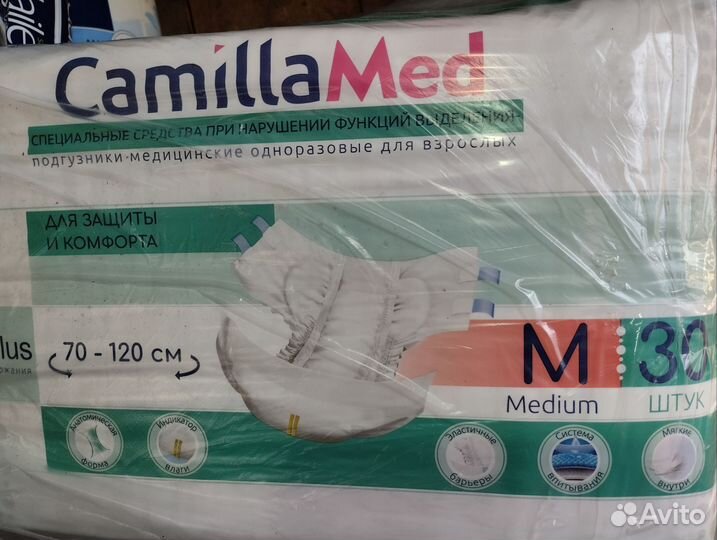 CamillaMed
СПЕЦИАЛЬНЫЕ СРЕДСТВА ПРИ НАРУШЕНИИ ФУНКЦИЙ ВЫДЕЛЕНИЯ
подгузники медицинские одноразовые для взрослых
ДЛЯ ЗАЩИТЫ
И КОМФОРТА
lus
70 - 120 см
M
Medium
30
ШТУК
Анатомическая
форма
Индикатор
влаги
Эластичные
барьеры
Система
впитывания
Мягкие
внутри
Avito